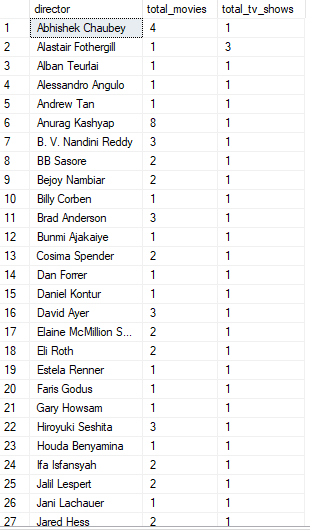 director total_movies total_tv_shows
1 Abhishek Chaubey 4 1
2 Alastair Fothergill 1 3
3 Alban Teurlai 1 1
4 Alessandro Angulo 1 1
5 Andrew Tan 1 1
6 Anurag Kashyap 8 1
7 B. V. Nandini Reddy 3 1
8 BB Sasore 2 1
9 Bejoy Nambiar 2 1
10 Billy Corben 1 1
11 Brad Anderson 3 1
12 Bunmi Ajakaiye 1 1
13 Cosima Spender 2 1
14 Dan Forrer 1 1
15 Daniel Kontur 1 1
16 David Ayer 3 1
17 Elaine McMillion S... 2 1
18 Eli Roth 2 1
19 Estela Renner 1 1
20 Faris Godus 1 1
21 Gary Howsam 1 1
22 Hiroyuki Seshita 3 1
23 Houda Benyamina 1 1
24 Ifa Isfansyah 2 1
25 Jalil Lespert 2 1
26 Jani Lachauer 1 1
27 Jared Hess 2 1